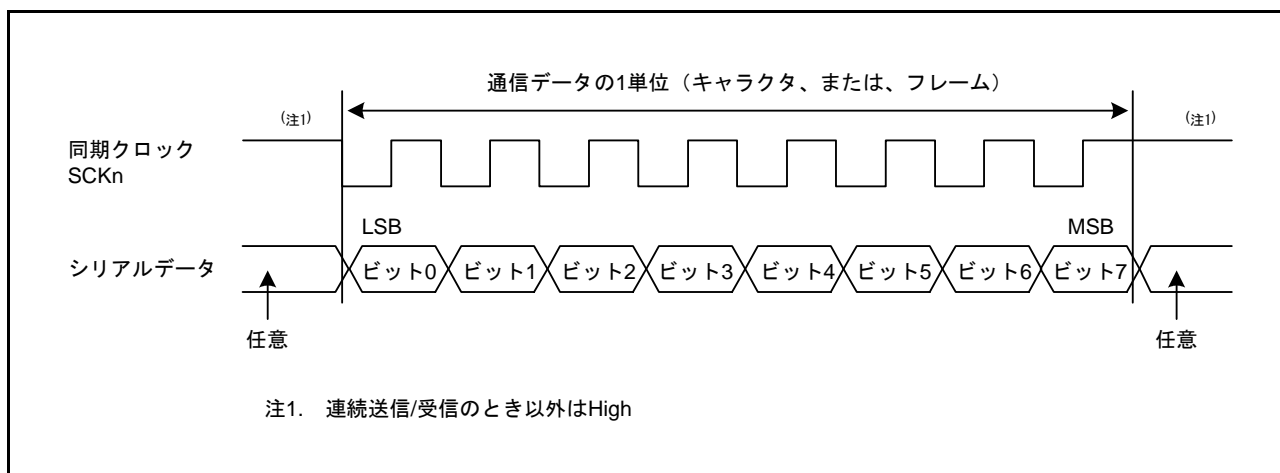 通信データの1単位（キャラクタ、または、フレーム）
(注1)
(注1)
同期クロック
SCKn
LSB
MSB
シリアルデータ
ビット0 ビット1 ビット2 ビット3 ビット4 ビット5 ビット6 ビット7
任意
任意
注1. 連続送信/受信のとき以外はHigh